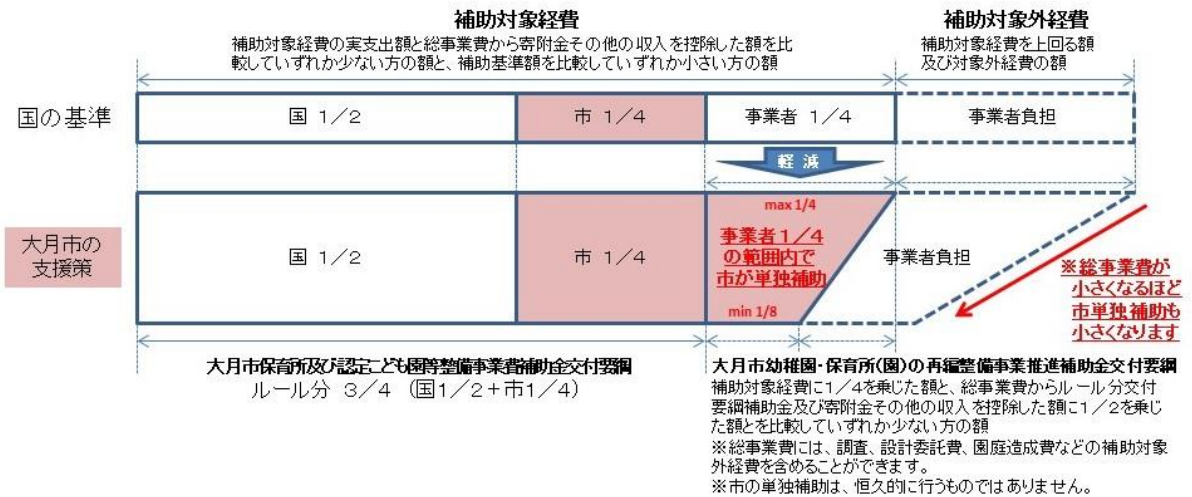 補助対象経費
補助対象経費の実支出額と総事業費から寄附金その他の収入を控除した額を比
較していずれか少ない方の額と、補助基準額を比較していずれか小さい方の額
補助対象外経費
補助対象経費を上回る額
及び対象外経費の額
国の基準
国 1/2
市 1/4
事業者 1/4
事業者負担
軽減
大月市の
支援策
国 1/2
市 1/4
max 1/4
事業者1/4
の範囲内で
市が単独補助
min 1/8
事業者負担
※総事業費が
小さくなるほど
市単独補助も
小さくなります
大月市保育所及び認定こども園等整備事業費補助金交付要綱
ルール分 3/4 (国1/2+市1/4)
大月市幼稚園・保育所(園)の再編整備事業推進補助金交付要綱
補助対象経費に1/4を乗じた額と、総事業費からルール分交付
要綱補助金及び寄附金その他の収入を控除した額に1/2を乗じ
た額とを比較していずれか少ない方の額
※総事業費には、調査、設計委託費、園庭造成費などの補助対象
外経費を含めることができます。
※市の単独補助は、恒久的に行うものではありません。